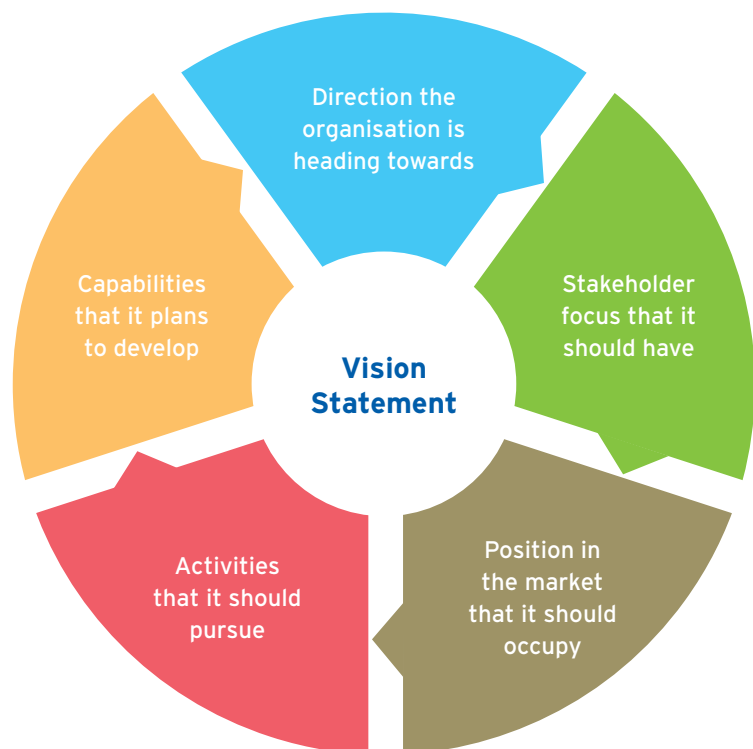 Direction the
organisation is
heading towards
Stakeholder
focus that it
should have
Position in
the market
that it should
occupy
Activities
that it should
pursue
Capabilities
that it plans
to develop
Vision
Statement